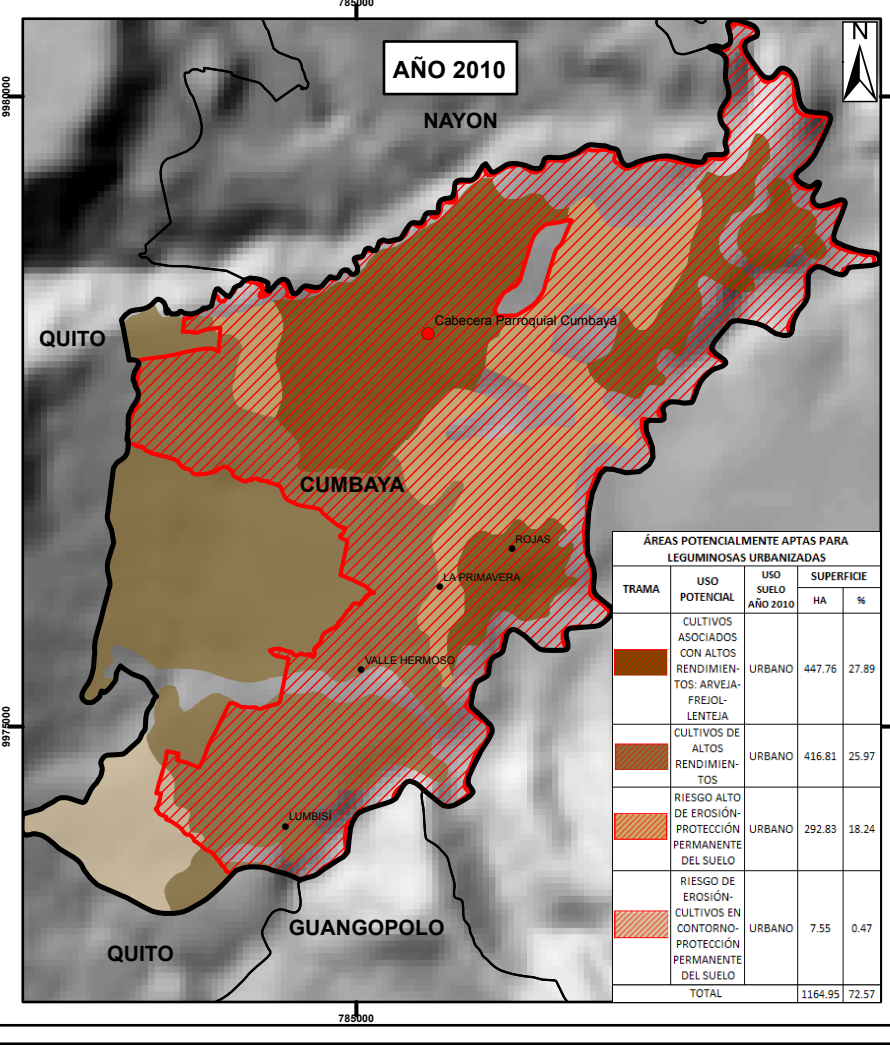 785000
AÑO 2010
N
9980000
NAYON
QUITO
Cabecera Parroquial Cumbayá
CUMBAYA
ROJAS
LA PRIMAVERA
VALLE HERMOSO
9975000
LUMBISÍ
GUANGOPOLO
QUITO
785000
ÁREAS POTENCIALMENTE APTAS PARA
LEGUMINOSAS URBANIZADAS
TRAMA
USO
POTENCIAL
USO
SUELO
AÑO 2010
SUPERFICIE
HA
%
CULTIVOS
ASOCIADOS
CON ALTOS
RENDIMIEN-
TOS: ARVEJA-
FREJOL-
LENTEJA
URBANO
447.76
27.89
CULTIVOS DE
ALTOS
RENDIMIEN-
TOS
URBANO
416.81
25.97
RIESGO ALTO
DE EROSIÓN-
PROTECCIÓN
PERMANENTE
DEL SUELO
URBANO
292.83
18.24
RIESGO DE
EROSIÓN-
CULTIVOS EN
CONTORNO-
PROTECCIÓN
PERMANENTE
DEL SUELO
URBANO
7.55
0.47
TOTAL
1164.95
72.57